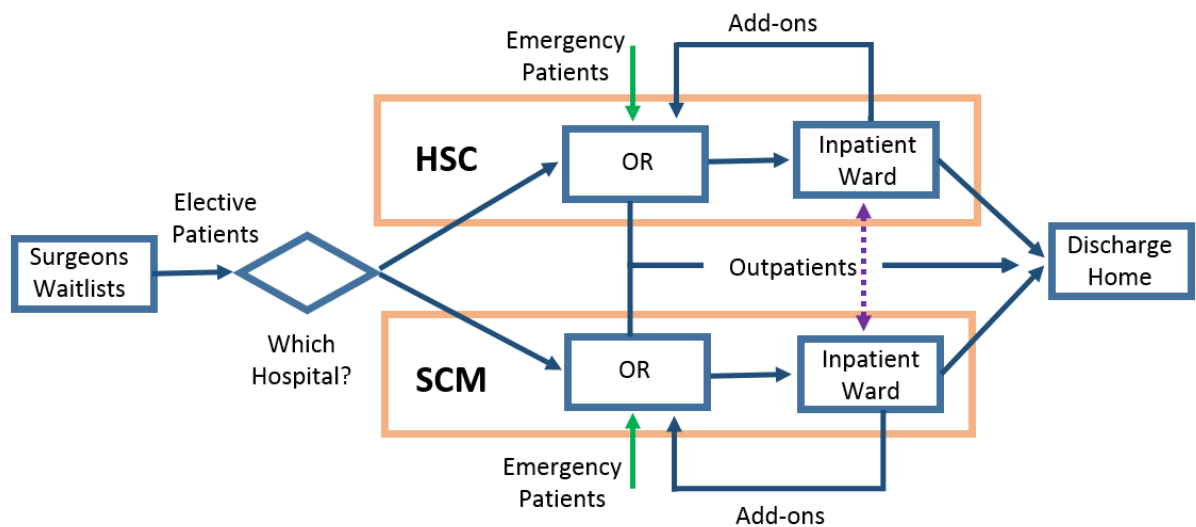 Add-ons
Emergency
Patients
HSC
OR
Inpatient
Ward
Elective
Patients
Surgeons
Waitlists
Outpatients
Discharge
Home
Which
Hospital?
SCM
OR
Inpatient
Ward
Emergency
Patients
Add-ons